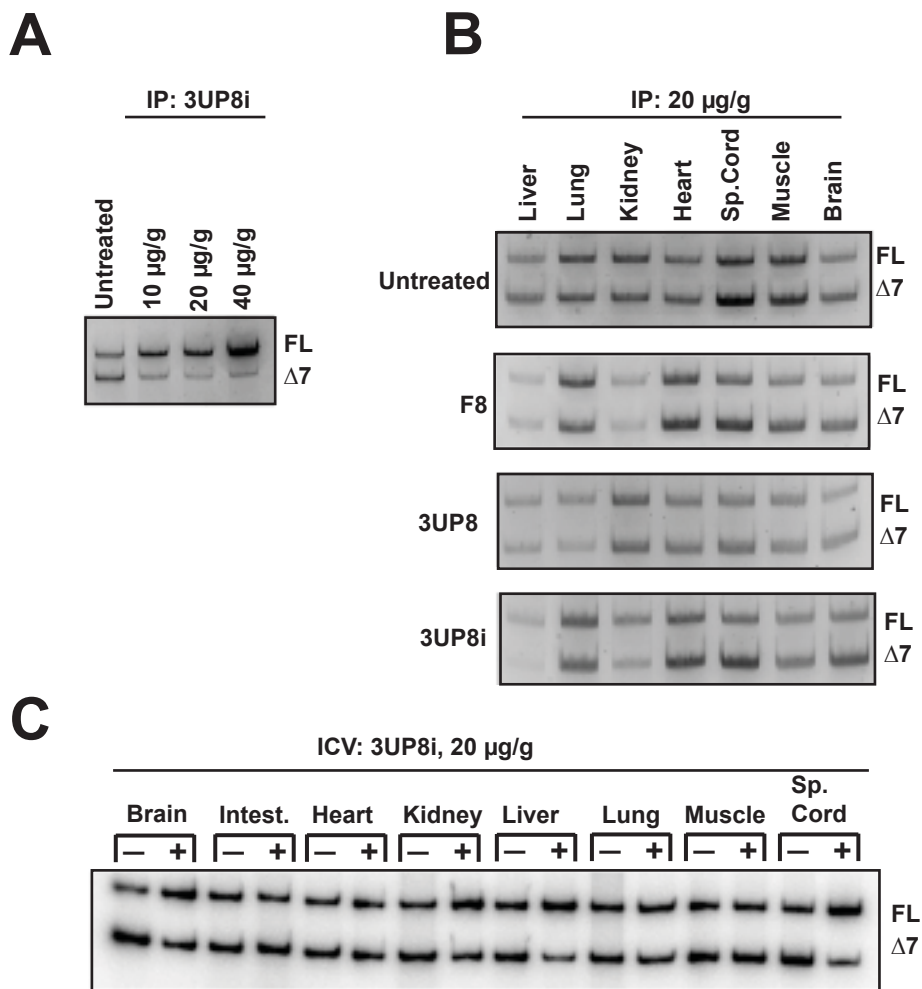 A
IP: 3UP8i
Untreated
10 µg/g
20 µg/g
40 µg/g
FL
Δ7
B
IP: 20 µg/g
Liver
Lung
Kidney
Heart
Sp.Cord
Muscle
Brain
Untreated
FL
Δ7
F8
FL
Δ7
3UP8
FL
Δ7
3UP8i
FL
Δ7
C
ICV: 3UP8i, 20 µg/g
Brain Intest. Heart Kidney Liver Lung Muscle Sp. Cord
— + — + — + — + — + — + — + — +
FL
Δ7